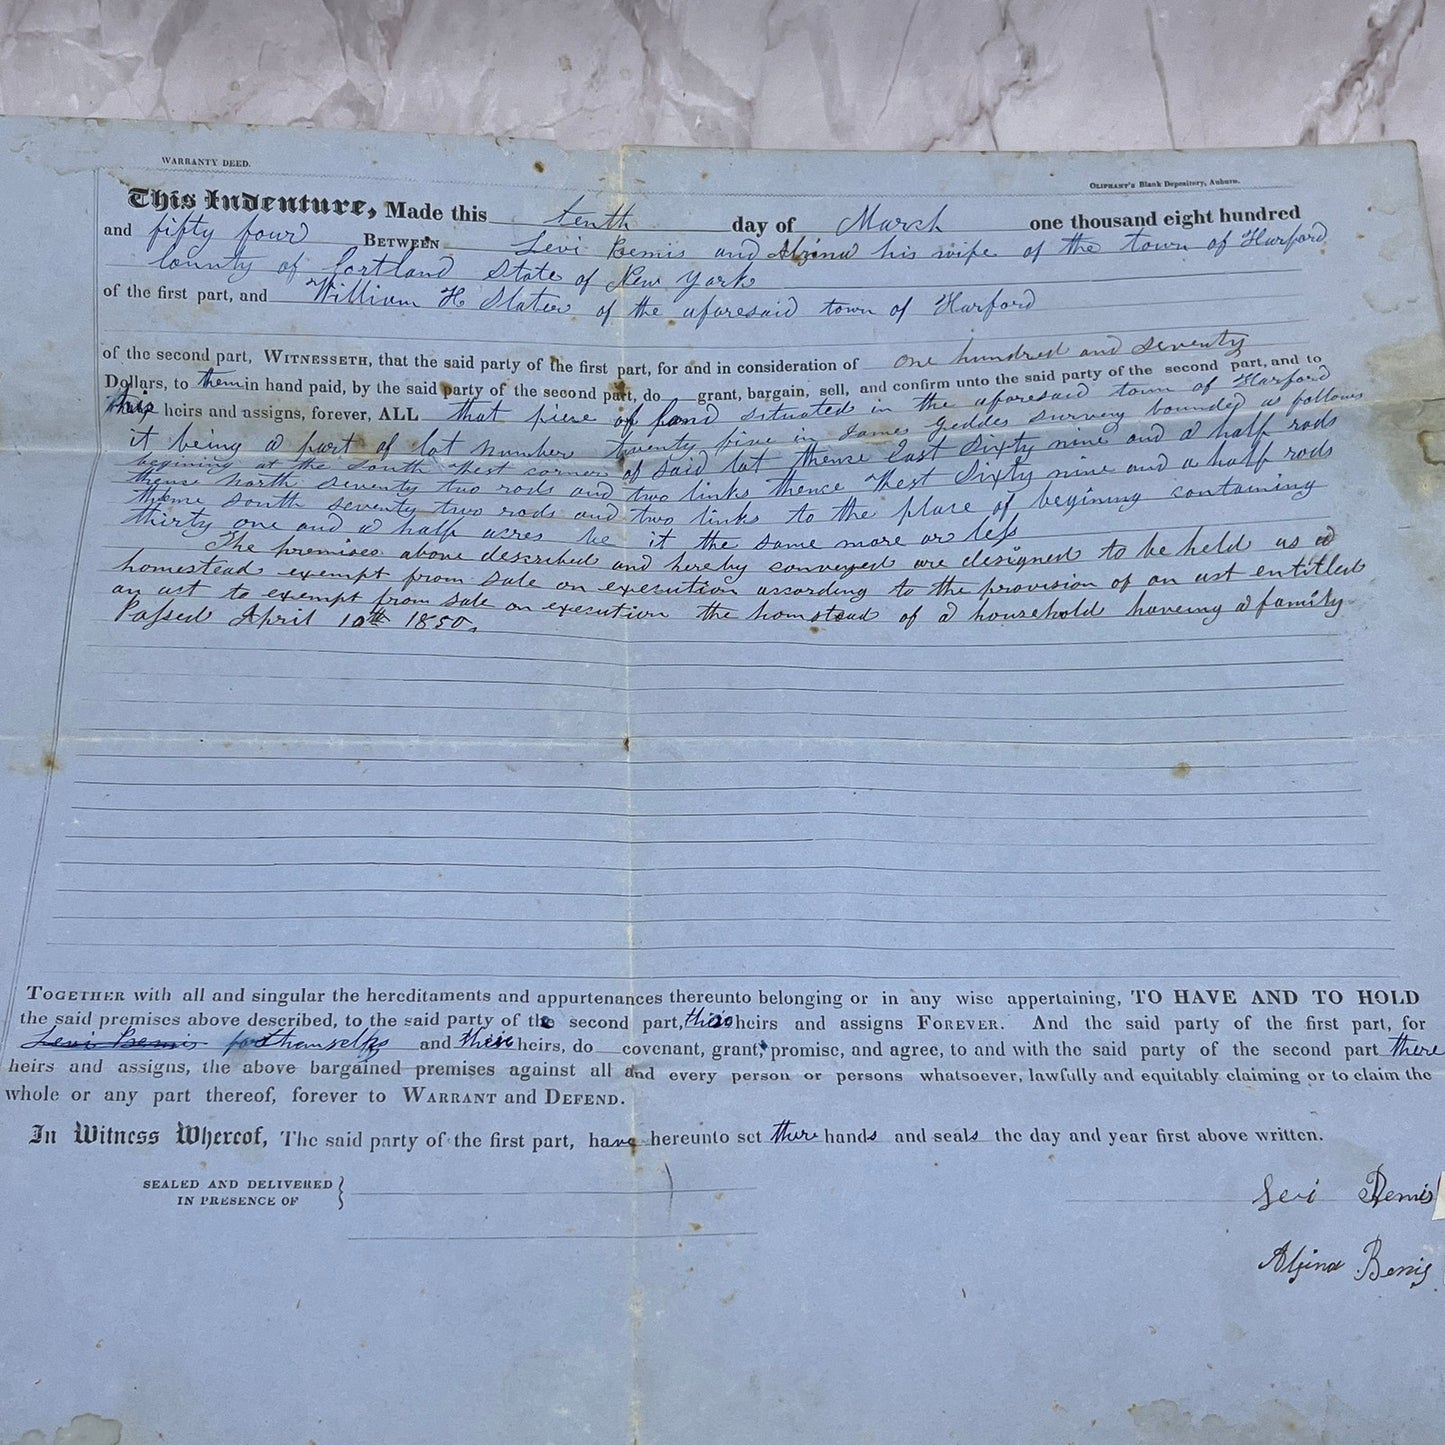 WARRANTY DEED.
OLIPHANT'S Blank Depository, Auburn.
This Indenture, Made this tenth day of March one thousand eight hundred
and fifty four BETWEEN Levi Bemis and his wife of the town of Harford
County of Cortland State of New York
of the first part, and William H Slater of the aforesaid town of Harford
of the second part, WITNESSETH, that the said party of the first part, for and in consideration of one hundred and seventy
Dollars, to them in hand paid, by the said party of the second part, do grant, bargain, sell, and confirm unto the said party of the second part, and to
his heirs and assigns, forever, ALL that piece of land situated in the aforesaid town of Harford
it being a part of lot number twenty five in James Geddes survey bounded as follows
begining at the South West corner of said lot thense East Sixty nine and a half rods
thense North seventy two rods and two links thence West Sixty nine and a half rods
thense South seventy two rods and two links to the place of begining containing
thirty one and a half acres be it the same more or less
The premises above described and hereby conveyed are designed to be held as a
homestead exempt from sale on execution according to the provision of an act entitled
an act to exempt from sale on execution the homstead of a household haveing a family
Passed April 10th 1850,
TOGETHER with all and singular the hereditaments and appurtenances thereunto belonging or in any wise appertaining, TO HAVE AND TO HOLD
the said premises above described, to the said party of the second part, heirs and assigns FOREVER. And the said party of the first part, for
Levi Bemis for themselfs and their heirs, do covenant, grant, promise, and agree, to and with the said party of the second part there
heirs and assigns, the above bargained premises against all and every person or persons whatsoever, lawfully and equitably claiming or to claim the
whole or any part thereof, forever to WARRANT and DEFEND.
In Witness Whereof, The said party of the first part, have hereunto set there hands and seals the day and year first above written.
SEALED AND DELIVERED
IN PRESENCE OF
Levi Bemis
Bemis